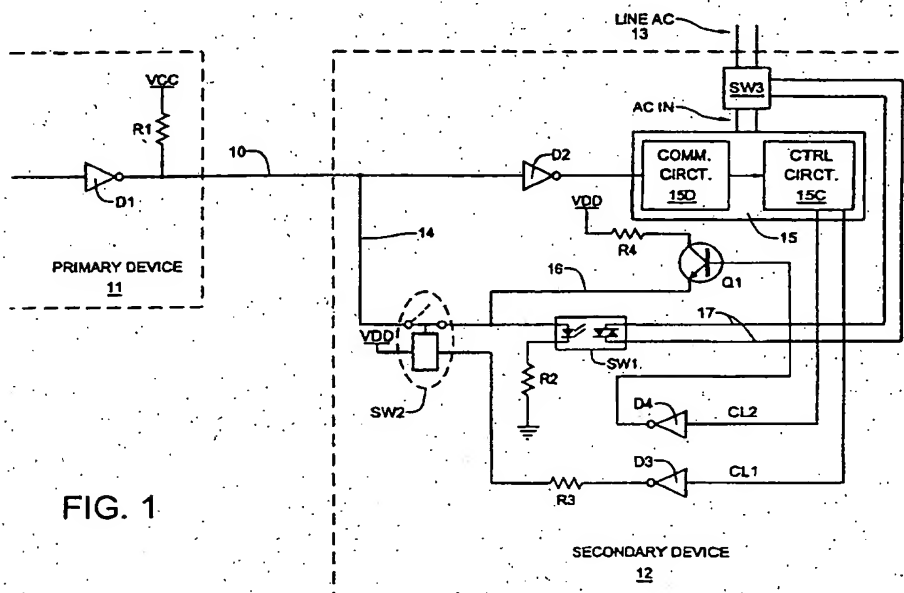 LINE AC
13
SW3
AC IN
VCC
R1
10
D1
D2
COMM.
CIRCT.
15D
CTRL
CIRCT.
15C
15
VDD
R4
Q1
14
16
PRIMARY DEVICE
11
17
VDD
SW1
R2
SW2
D4
CL2
D3
CL1
R3
FIG. 1
SECONDARY DEVICE
12